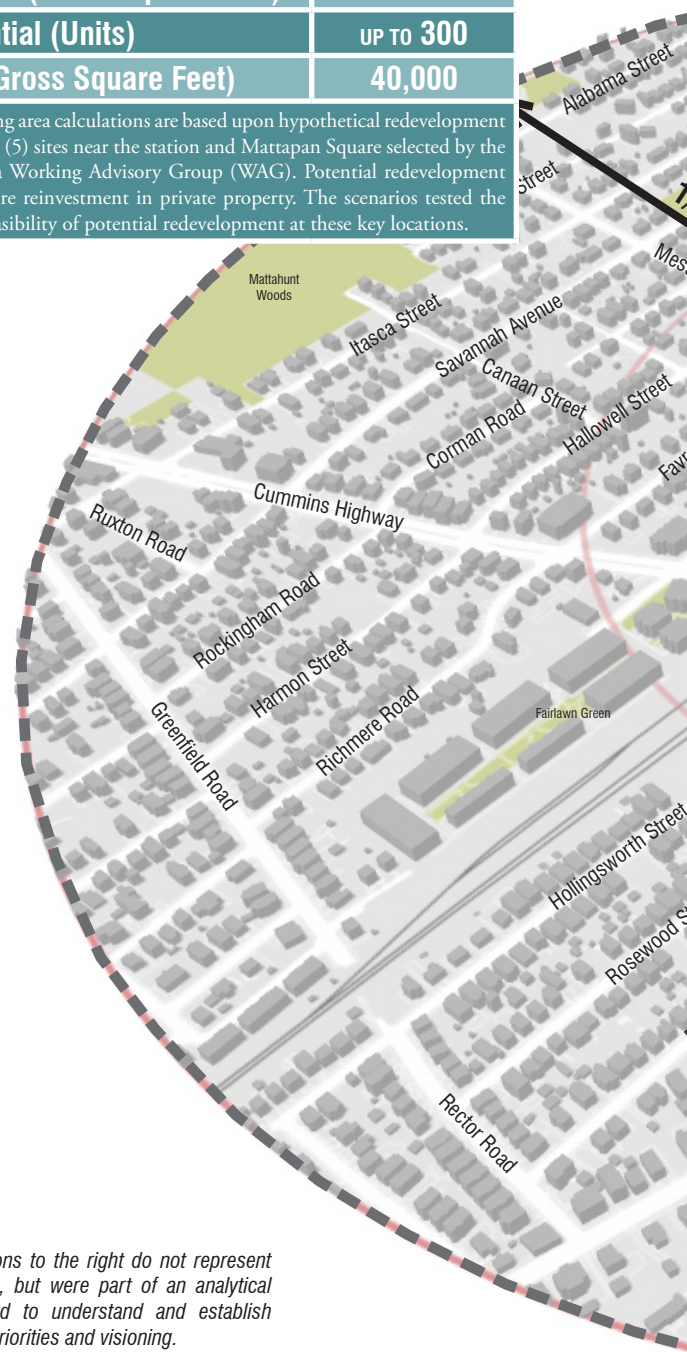 tial (Units) UP TO 300
Gross Square Feet) 40,000
ng area calculations are based upon hypothetical redevelopment
(5) sites near the station and Mattapan Square selected by the
Working Advisory Group (WAG). Potential redevelopment
re reinvestment in private property. The scenarios tested the
sibility of potential redevelopment at these key locations.
Alabama Street
Street
Mess
Mattahunt
Woods
Itasca Street
Savannah Avenue
Canaan Street
Corman Road
Hallowell Street
Cummins Highway
Ruxton Road
Rockingham Road
Harmon Street
Richmere Road
Greenfield Road
Fairlawn Green
Hollingsworth Street
Rosewood S
Rector Road
ons to the right do not represent
, but were part of an analytical
d to understand and establish
riorities and visioning.